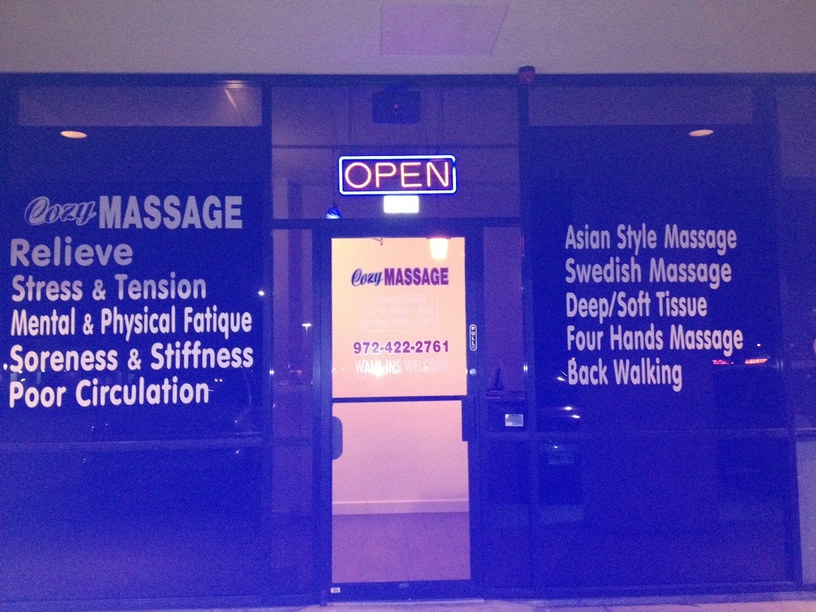 OPEN
Cozy MASSAGE
Relieve
Stress & Tension
Mental & Physical Fatique
Soreness & Stiffness
Poor Circulation
Cozy MASSAGE
972-422-2761
WALK INS WELCOME
PULL
Asian Style Massage
Swedish Massage
Deep/Soft Tissue
Four Hands Massage
Back Walking